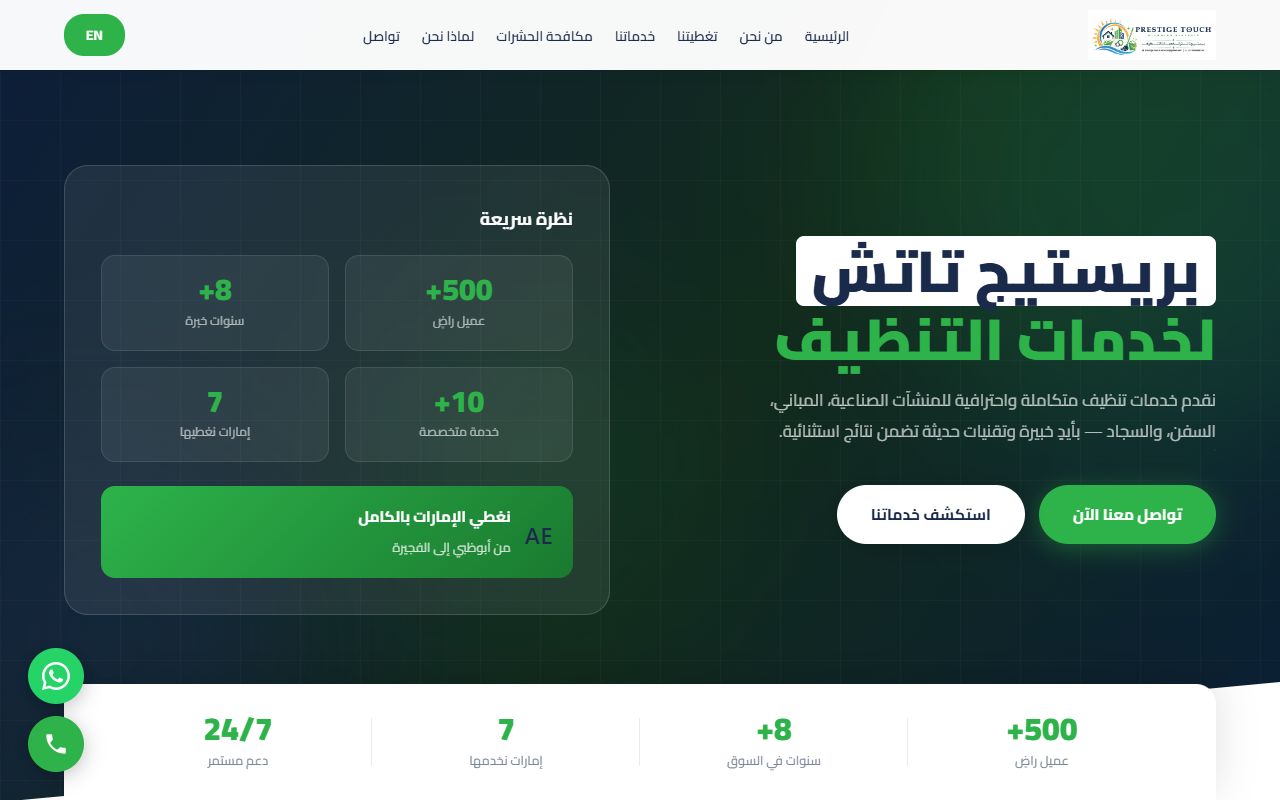 PRESTIGE TOUCH
الرئيسية
من نحن
تغطيتنا
خدماتنا
مكافحة الحشرات
لماذا نحن
تواصل
EN
بريستيج تاتش
لخدمات التنظيف
نقدم خدمات تنظيف متكاملة واحترافية للمنشآت الصناعية، المباني،
السفن، والسجاد — بأيدٍ خبيرة وتقنيات حديثة تضمن نتائج استثنائية.
تواصل معنا الآن
استكشف خدماتنا
نظرة سريعة
+500
عميل راضٍ
+8
سنوات خبرة
+10
خدمة متخصصة
7
إمارات نغطيها
AE
نغطي الإمارات بالكامل
من أبوظبي إلى الفجيرة
+500
عميل راضٍ
+8
سنوات في السوق
7
إمارات نخدمها
24/7
دعم مستمر